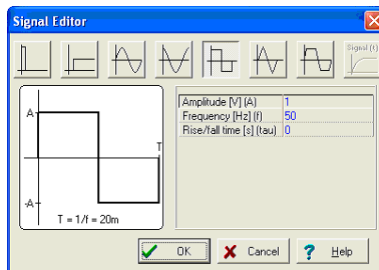 Signal Editor
Signal (t)
Amplitude [V] (A) 1
Frequency [Hz] (f) 50
Rise/fall time [s] (tau) 0
A
T
-A
T = 1/f = 20m
OK Cancel ? Help